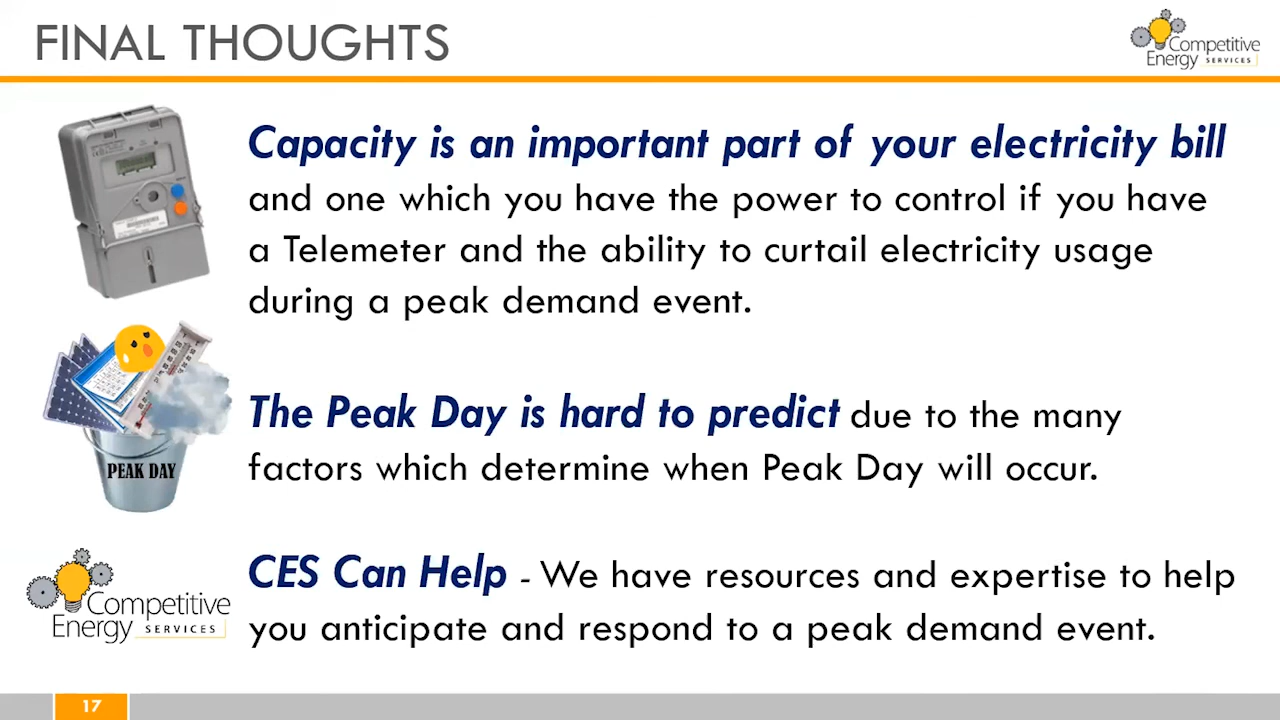 FINAL THOUGHTS
Competitive
Energy SERVICES
Capacity is an important part of your electricity bill
and one which you have the power to control if you have
a Telemeter and the ability to curtail electricity usage
during a peak demand event.
PEAK DAY
The Peak Day is hard to predict due to the many
factors which determine when Peak Day will occur.
Competitive
Energy SERVICES
CES Can Help - We have resources and expertise to help
you anticipate and respond to a peak demand event.
17